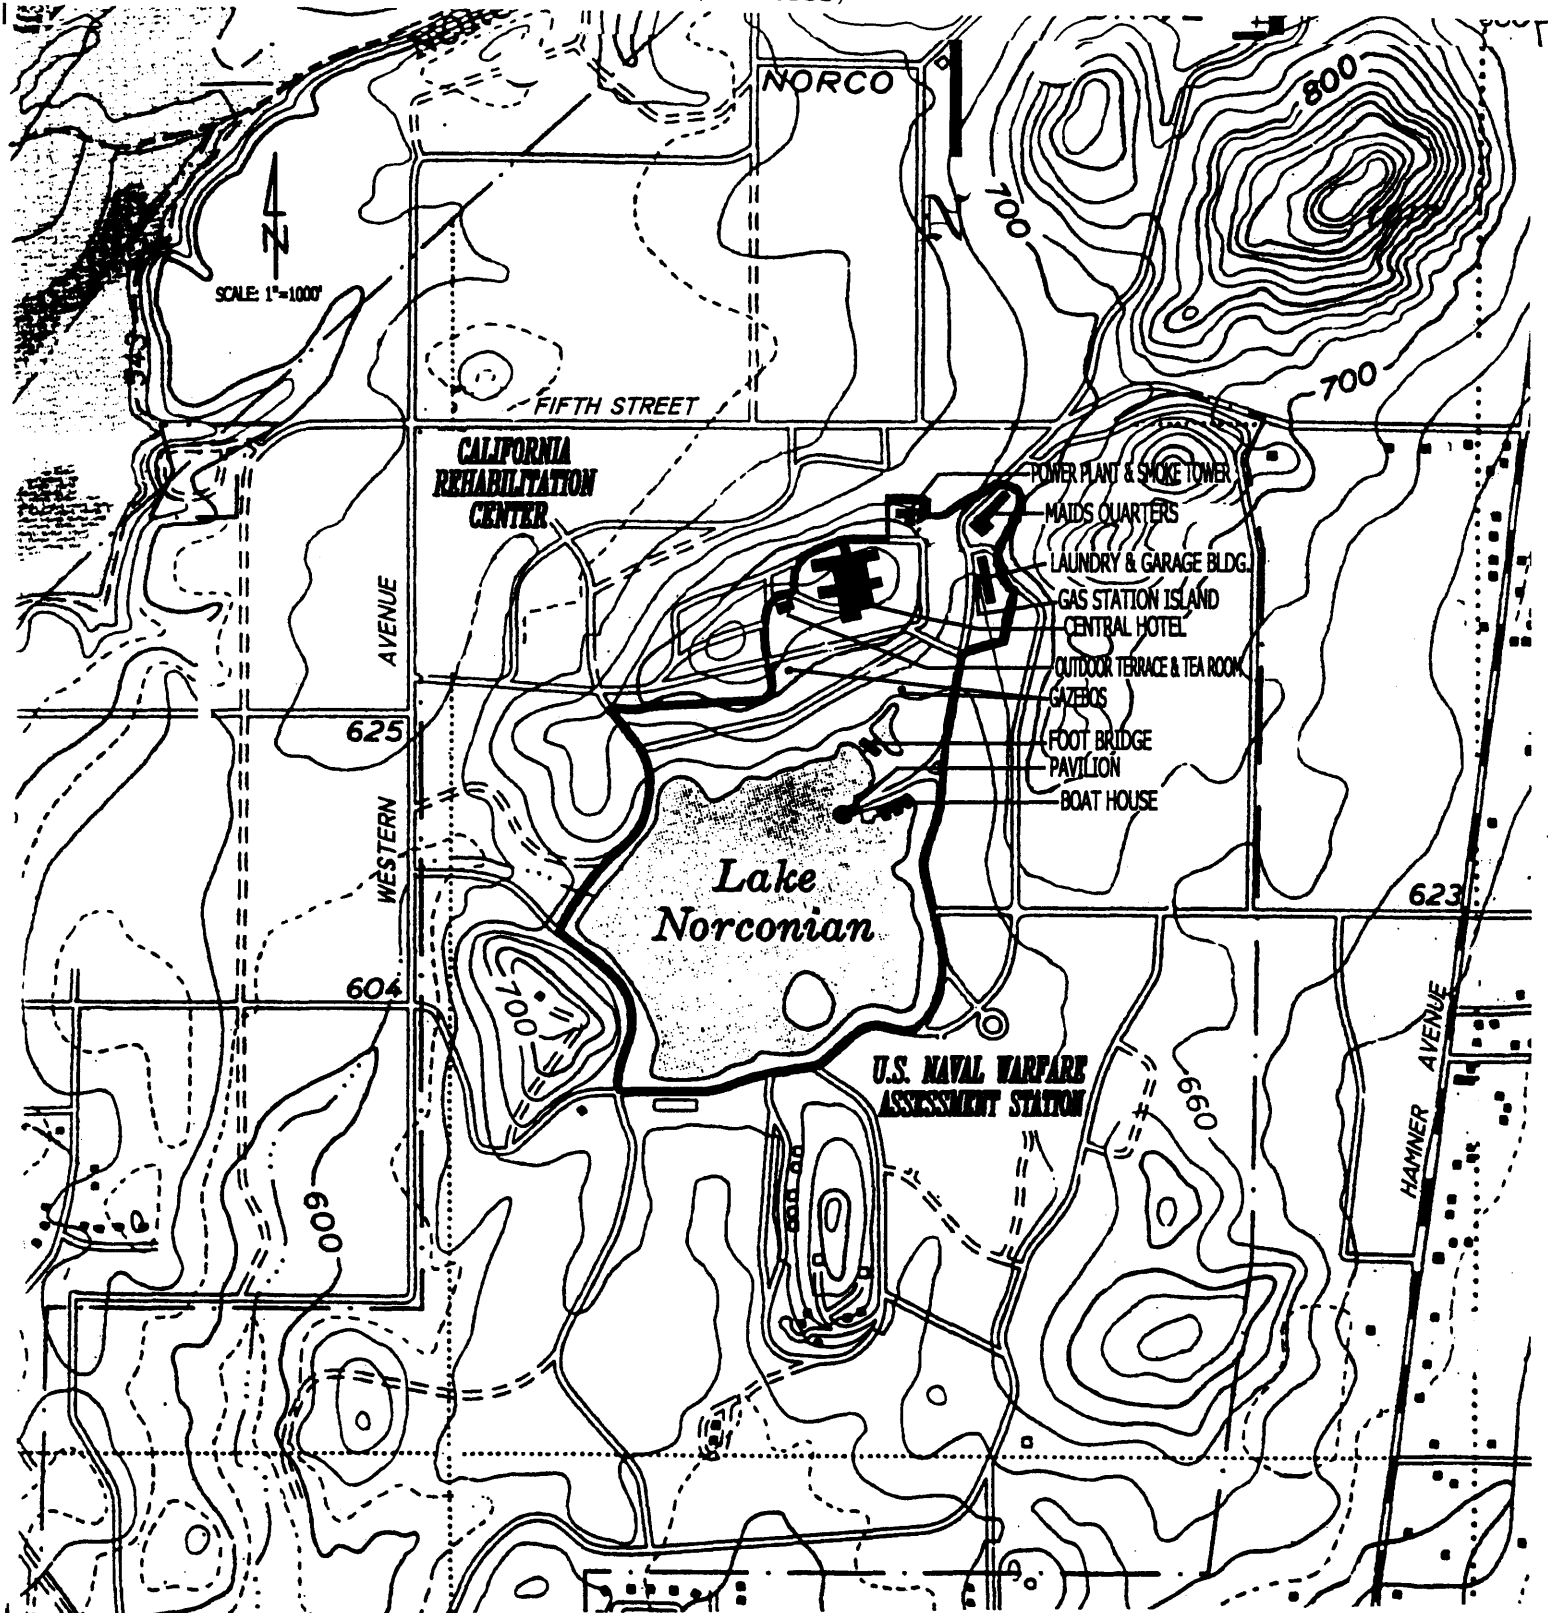 NORCO
800
700
N
SCALE: 1"=1000'
343
700
FIFTH STREET
CALIFORNIA
REHABILITATION
CENTER
POWER PLANT & SMOKE TOWER
MAIDS QUARTERS
LAUNDRY & GARAGE BLDG.
GAS STATION ISLAND
CENTRAL HOTEL
OUTDOOR TERRACE & TEA ROOM
GAZEBOS
FOOT BRIDGE
PAVILION
BOAT HOUSE
WESTERN AVENUE
625
Lake
Norconian
623
604
700
HAMNER AVENUE
U.S. NAVAL WARFARE
ASSESSMENT STATION
660
600